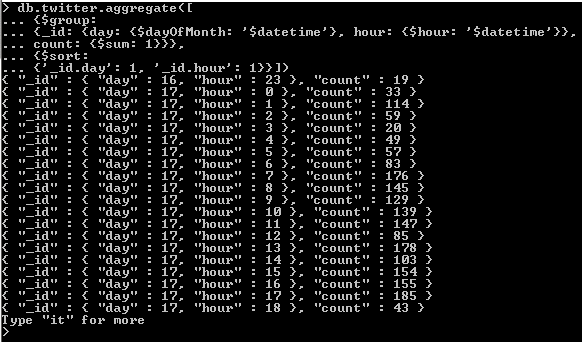 > db.twitter.aggregate([
... {$group:
... {_id: {day: {$dayOfMonth: '$datetime'}, hour: {$hour: '$datetime'}},
... count: {$sum: 1}}},
... {$sort:
... {'_id.day': 1, '_id.hour': 1}}])
{ "_id" : { "day" : 16, "hour" : 23 }, "count" : 19 }
{ "_id" : { "day" : 17, "hour" : 0 }, "count" : 33 }
{ "_id" : { "day" : 17, "hour" : 1 }, "count" : 114 }
{ "_id" : { "day" : 17, "hour" : 2 }, "count" : 59 }
{ "_id" : { "day" : 17, "hour" : 3 }, "count" : 20 }
{ "_id" : { "day" : 17, "hour" : 4 }, "count" : 49 }
{ "_id" : { "day" : 17, "hour" : 5 }, "count" : 57 }
{ "_id" : { "day" : 17, "hour" : 6 }, "count" : 83 }
{ "_id" : { "day" : 17, "hour" : 7 }, "count" : 176 }
{ "_id" : { "day" : 17, "hour" : 8 }, "count" : 145 }
{ "_id" : { "day" : 17, "hour" : 9 }, "count" : 129 }
{ "_id" : { "day" : 17, "hour" : 10 }, "count" : 139 }
{ "_id" : { "day" : 17, "hour" : 11 }, "count" : 147 }
{ "_id" : { "day" : 17, "hour" : 12 }, "count" : 85 }
{ "_id" : { "day" : 17, "hour" : 13 }, "count" : 178 }
{ "_id" : { "day" : 17, "hour" : 14 }, "count" : 103 }
{ "_id" : { "day" : 17, "hour" : 15 }, "count" : 154 }
{ "_id" : { "day" : 17, "hour" : 16 }, "count" : 155 }
{ "_id" : { "day" : 17, "hour" : 17 }, "count" : 185 }
{ "_id" : { "day" : 17, "hour" : 18 }, "count" : 43 }
Type "it" for more
>